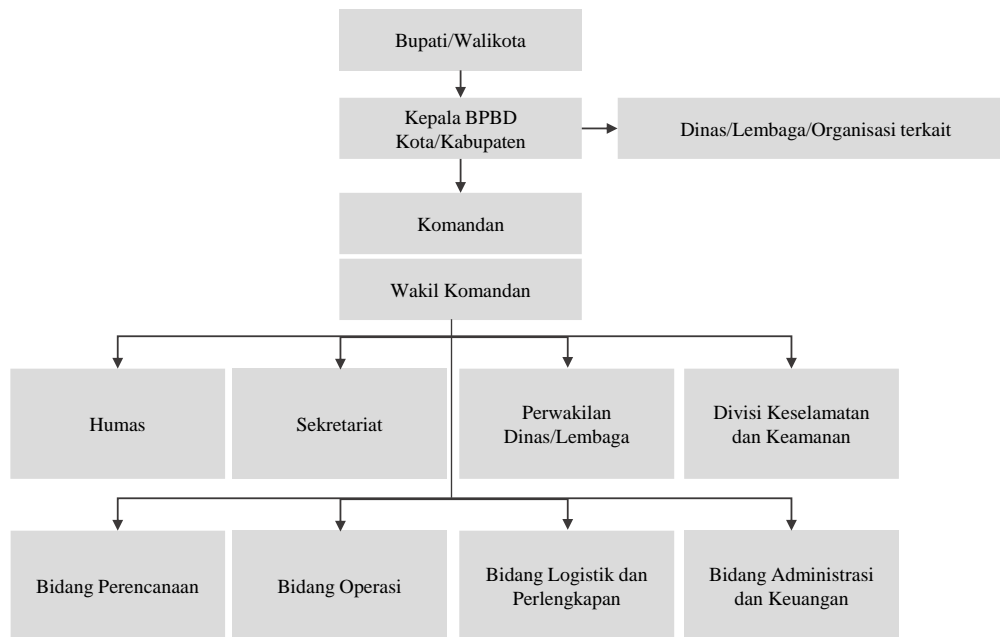 Bupati/Walikota
Kepala BPBD
Kota/Kabupaten
Dinas/Lembaga/Organisasi terkait
Komandan
Wakil Komandan
Humas
Sekretariat
Perwakilan
Dinas/Lembaga
Divisi Keselamatan
dan Keamanan
Bidang Perencanaan
Bidang Operasi
Bidang Logistik dan
Perlengkapan
Bidang Administrasi
dan Keuangan